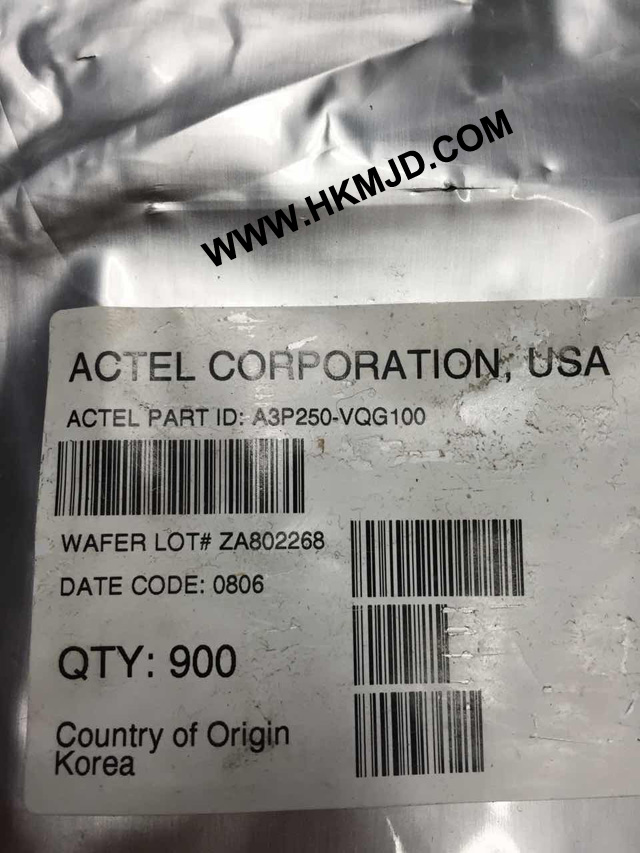 WWW.HKMJD.COM
ACTEL CORPORATION, USA
ACTEL PART ID: A3P250-VQG100
WAFER LOT# ZA802268
DATE CODE: 0806
QTY: 900
Country of Origin
Korea